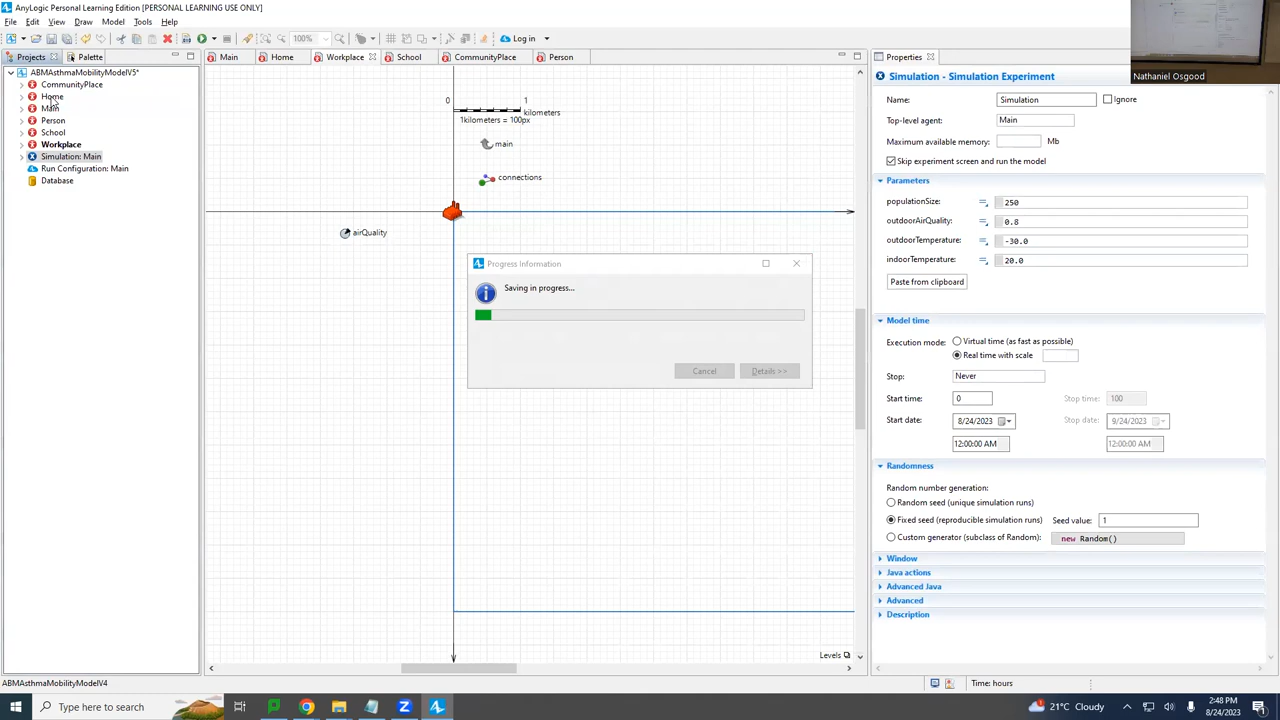 AnyLogic Personal Learning Edition [PERSONAL LEARNING USE ONLY]
File Edit View Draw Model Tools Help
100% Log in
Nathaniel Osgood
Projects Palette
Main Home Workplace School CommunityPlace Person
Properties
ABMAsthmaMobilityModelV5*
CommunityPlace
Home
Main
Person
School
Workplace
Simulation: Main
Run Configuration: Main
Database
0 1
kilometers
1kilometers = 100px
main
connections
airQuality
Progress Information
Saving in progress...
Cancel Details >>
Levels
Simulation - Simulation Experiment
Name: Simulation Ignore
Top-level agent: Main
Maximum available memory: Mb
Skip experiment screen and run the model
Parameters
populationSize: 250
outdoorAirQuality: 0.8
outdoorTemperature: -30.0
indoorTemperature: 20.0
Paste from clipboard
Model time
Execution mode: Virtual time (as fast as possible)
Real time with scale
Stop: Never
Start time: 0 Stop time: 100
Start date: 8/24/2023 Stop date: 9/24/2023
12:00:00 AM 12:00:00 AM
Randomness
Random number generation:
Random seed (unique simulation runs)
Fixed seed (reproducible simulation runs) Seed value: 1
Custom generator (subclass of Random): new Random()
Window
Java actions
Advanced Java
Advanced
Description
ABMAsthmaMobilityModelV4
Time: hours
Type here to search
21°C Cloudy
2:48 PM
8/24/2023